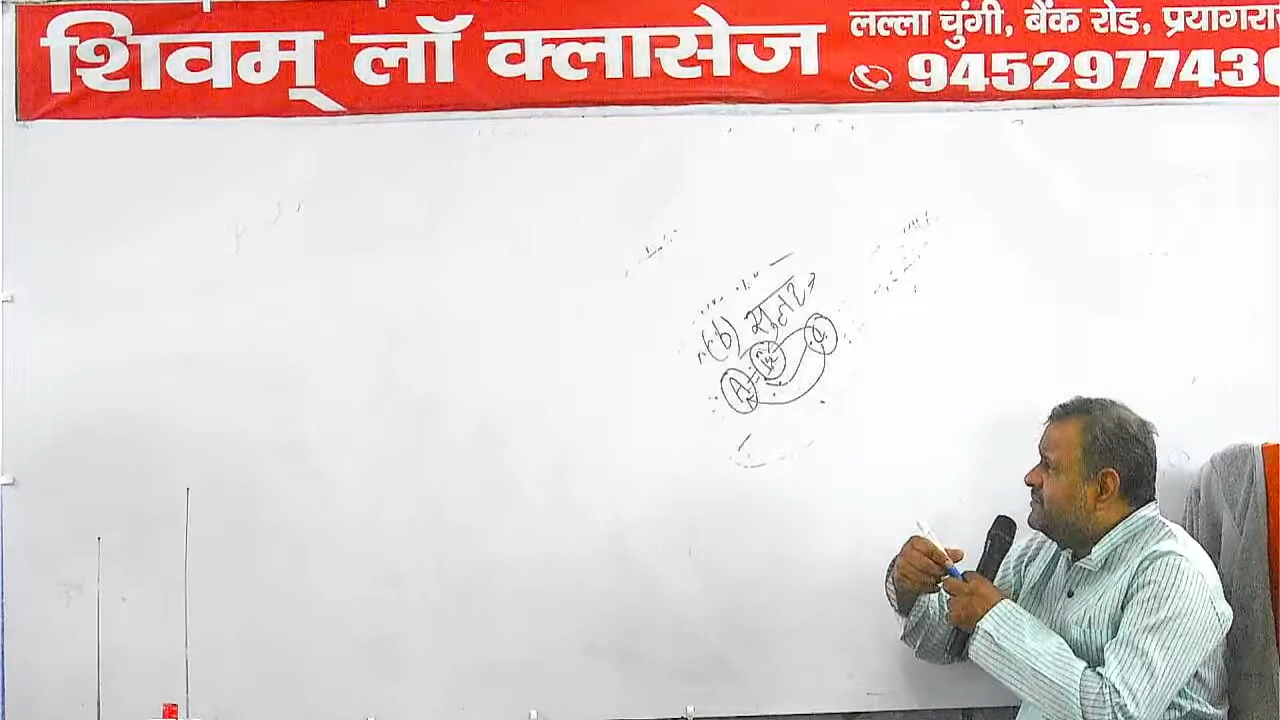 शिवम् लॉ क्लासेज
लल्ला चुंगी, बैंक रोड, प्रयागरा
9452977430
(b)
A = B C